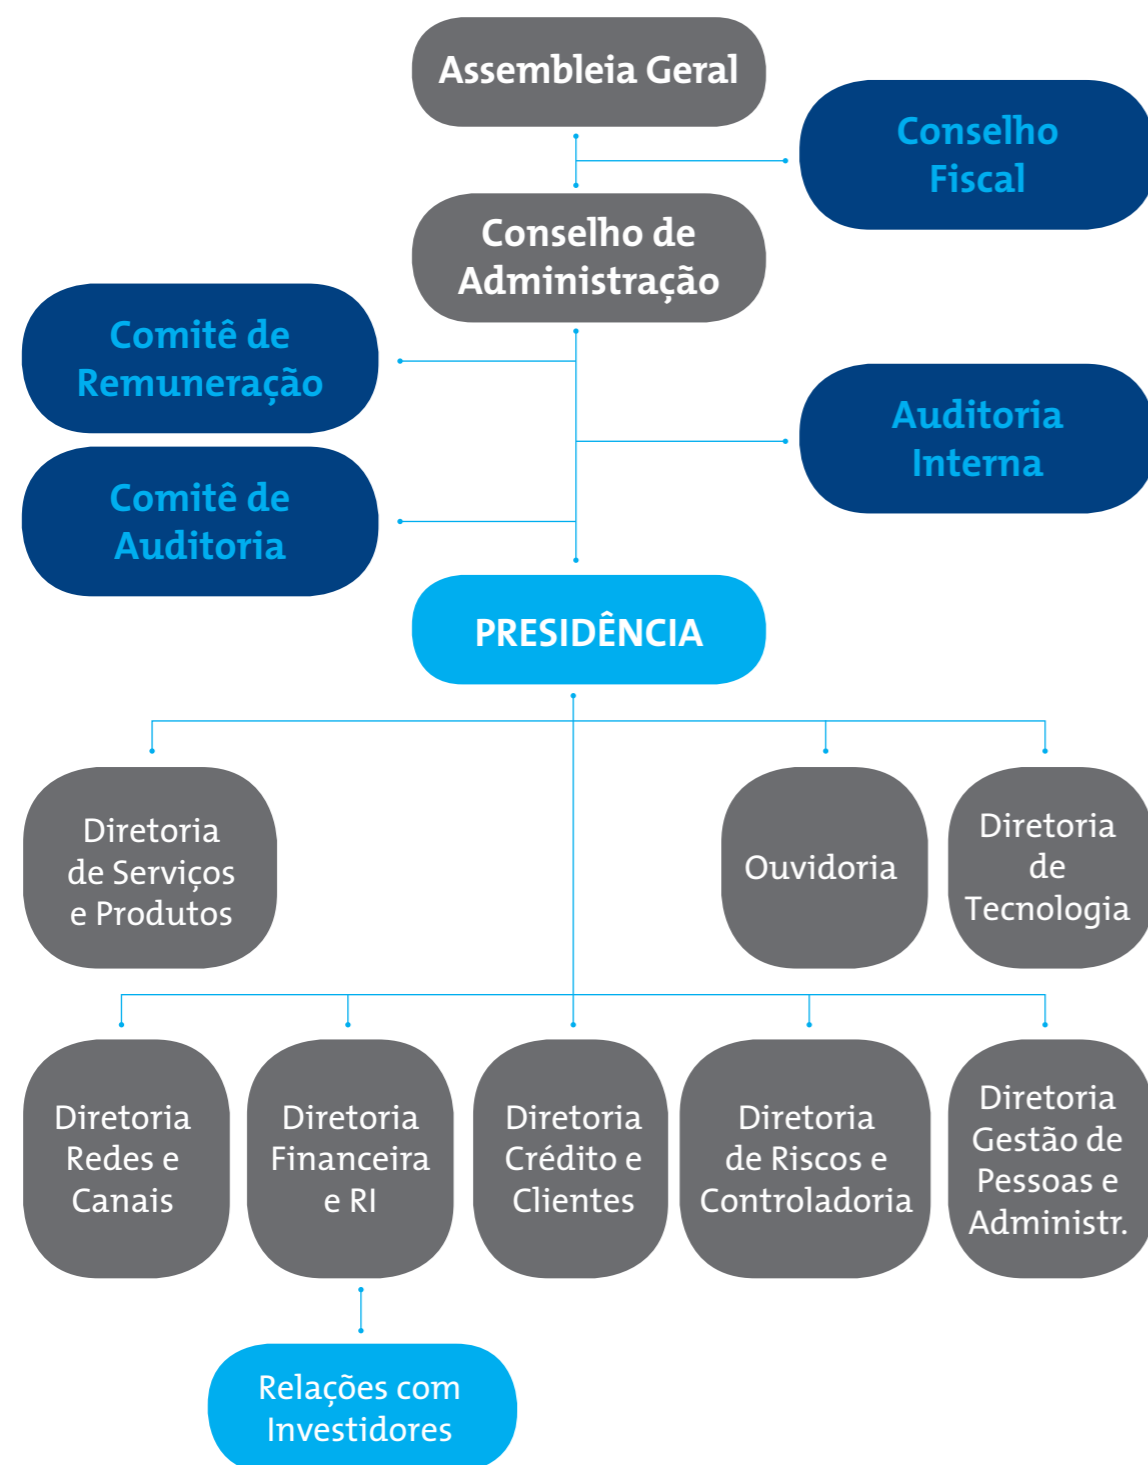 Assembleia Geral
Conselho
Fiscal
Conselho de
Administração
Comitê de
Remuneração
Auditoria
Interna
Comitê de
Auditoria
PRESIDÊNCIA
Diretoria
de Serviços
e Produtos
Ouvidoria
Diretoria
de
Tecnologia
Diretoria
Redes e
Canais
Diretoria
Financeira
e RI
Diretoria
Crédito e
Clientes
Diretoria
de Riscos e
Controladoria
Diretoria
Gestão de
Pessoas e
Administr.
Relações com
Investidores